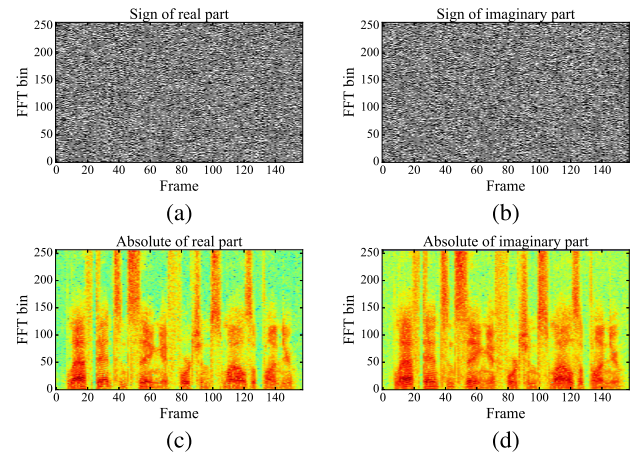 Sign of real part
250
200
150
100
50
0
FFT bin
0 20 40 60 80 100 120 140
Frame
(a)
Sign of imaginary part
250
200
150
100
50
0
FFT bin
0 20 40 60 80 100 120 140
Frame
(b)
Absolute of real part
250
200
150
100
50
0
FFT bin
0 20 40 60 80 100 120 140
Frame
(c)
Absolute of imaginary part
250
200
150
100
50
0
FFT bin
0 20 40 60 80 100 120 140
Frame
(d)